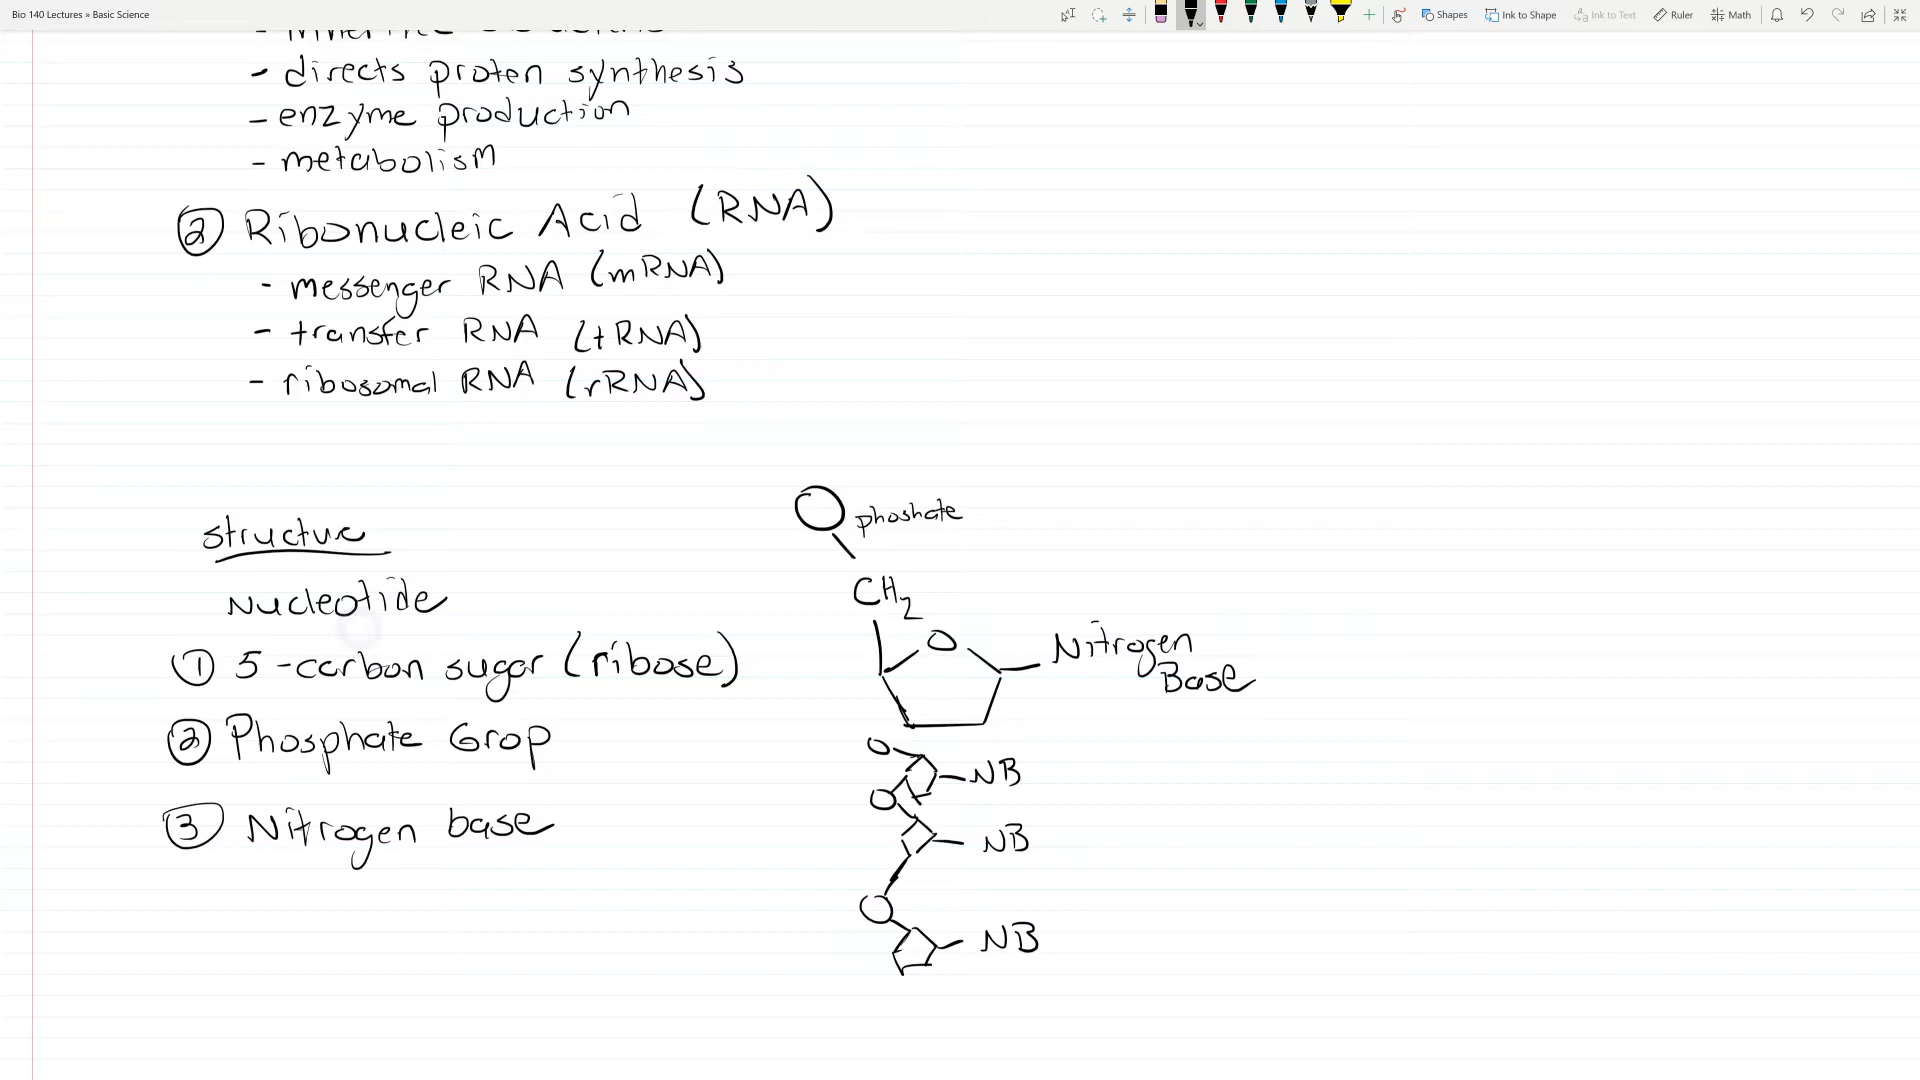 Bio 140 Lectures » Basic Science
Shapes
Ink to Shape
Ink to Text
Ruler
Math
- directs proten synthesis
- enzyme production
- metabolism
2 Ribonucleic Acid (RNA)
- messenger RNA (mRNA)
- transfer RNA (tRNA)
- ribosomal RNA (rRNA)
phoshate
structue
CH2
Nucleotide
O
Nitrogen
Base
1 5-carbon sugar (ribose)
2 Phosphate Grop
NB
3 Nitrogen base
NB
NB